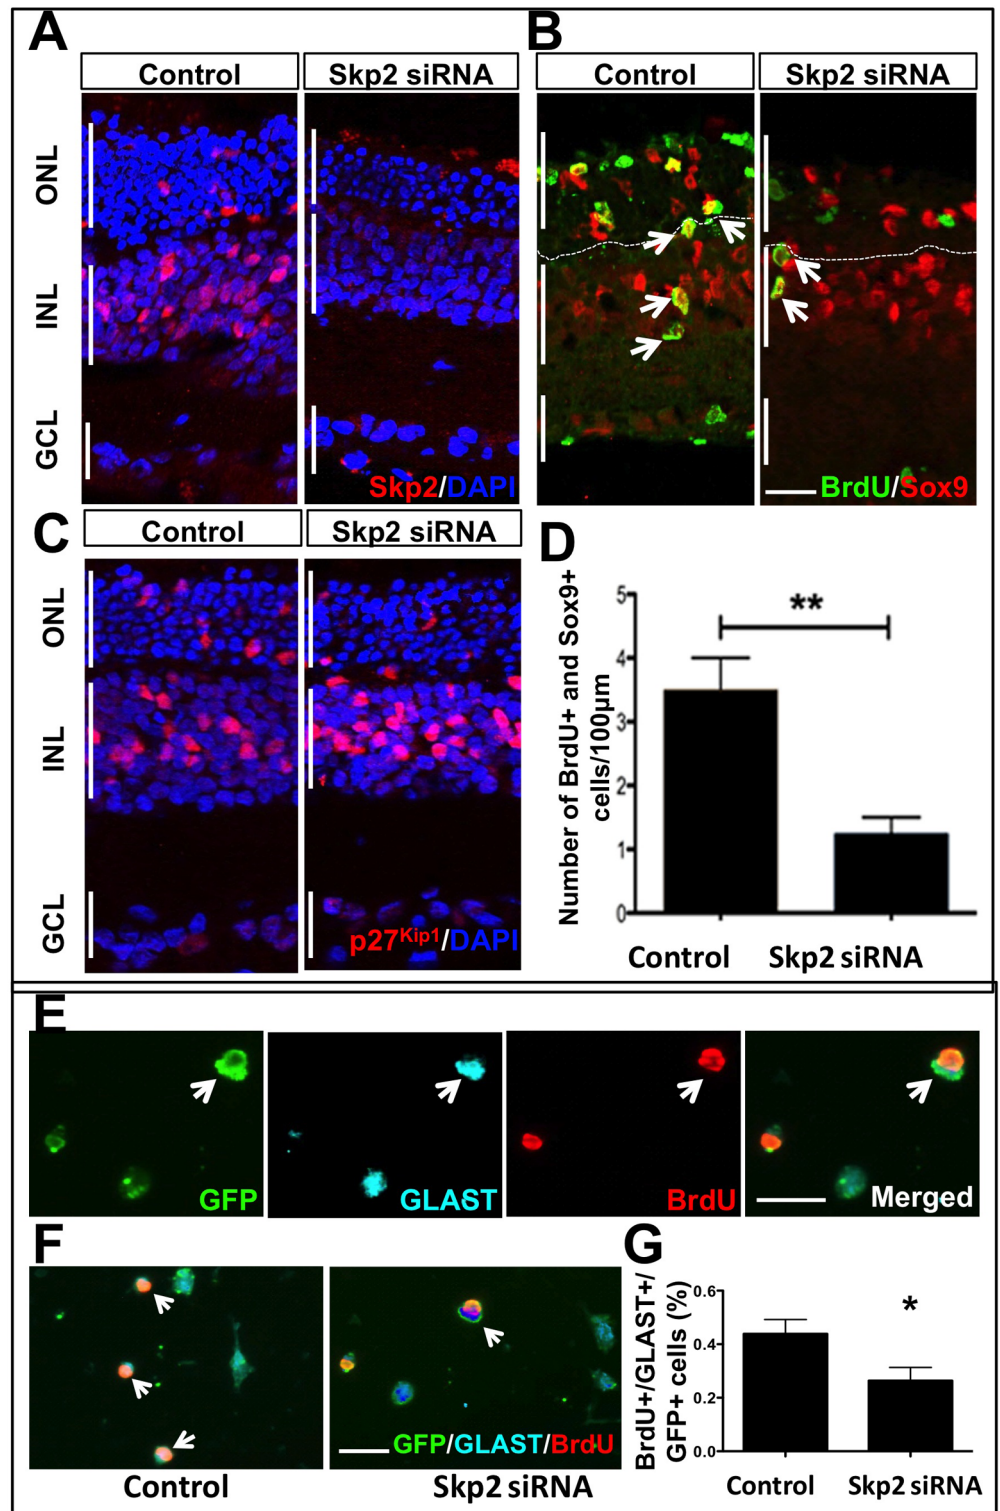 A
Control
Skp2 siRNA
ONL
INL
GCL
Skp2/DAPI
B
Control
Skp2 siRNA
BrdU/Sox9
C
Control
Skp2 siRNA
ONL
INL
GCL
p27Kip1/DAPI
D
Number of BrdU+ and Sox9+
cells/100µm
5
4
3
2
1
0
**
Control
Skp2 siRNA
E
GFP
GLAST
BrdU
Merged
F
GFP/GLAST/BrdU
Control
Skp2 siRNA
G
BrdU+/GLAST+/
GFP+ cells (%)
0.6
0.4
0.2
0.0
*
Control
Skp2 siRNA